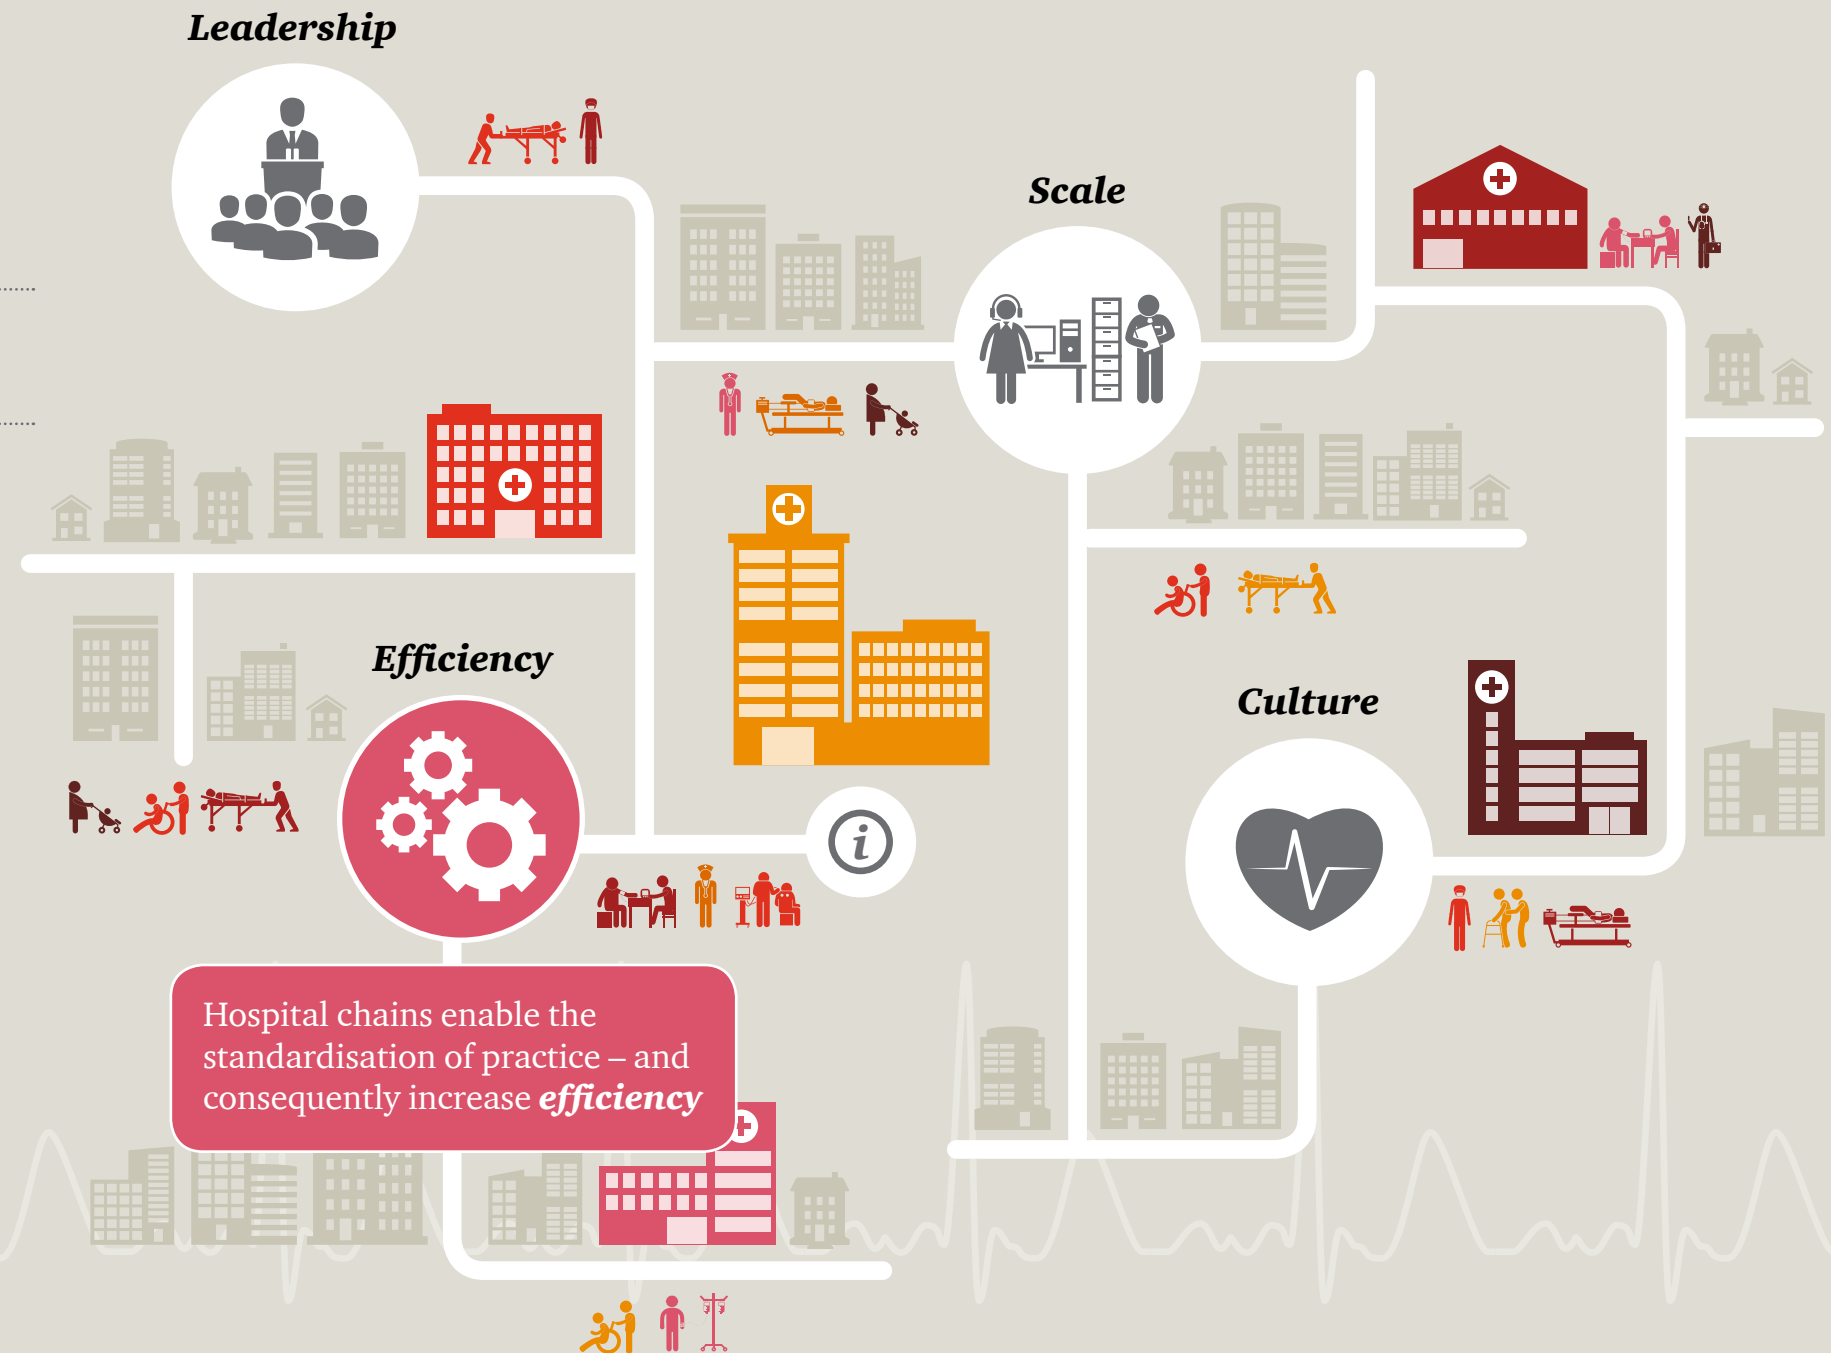 Leadership
Scale
Efficiency
Culture
i
Hospital chains enable the
standardisation of practice – and
consequently increase efficiency